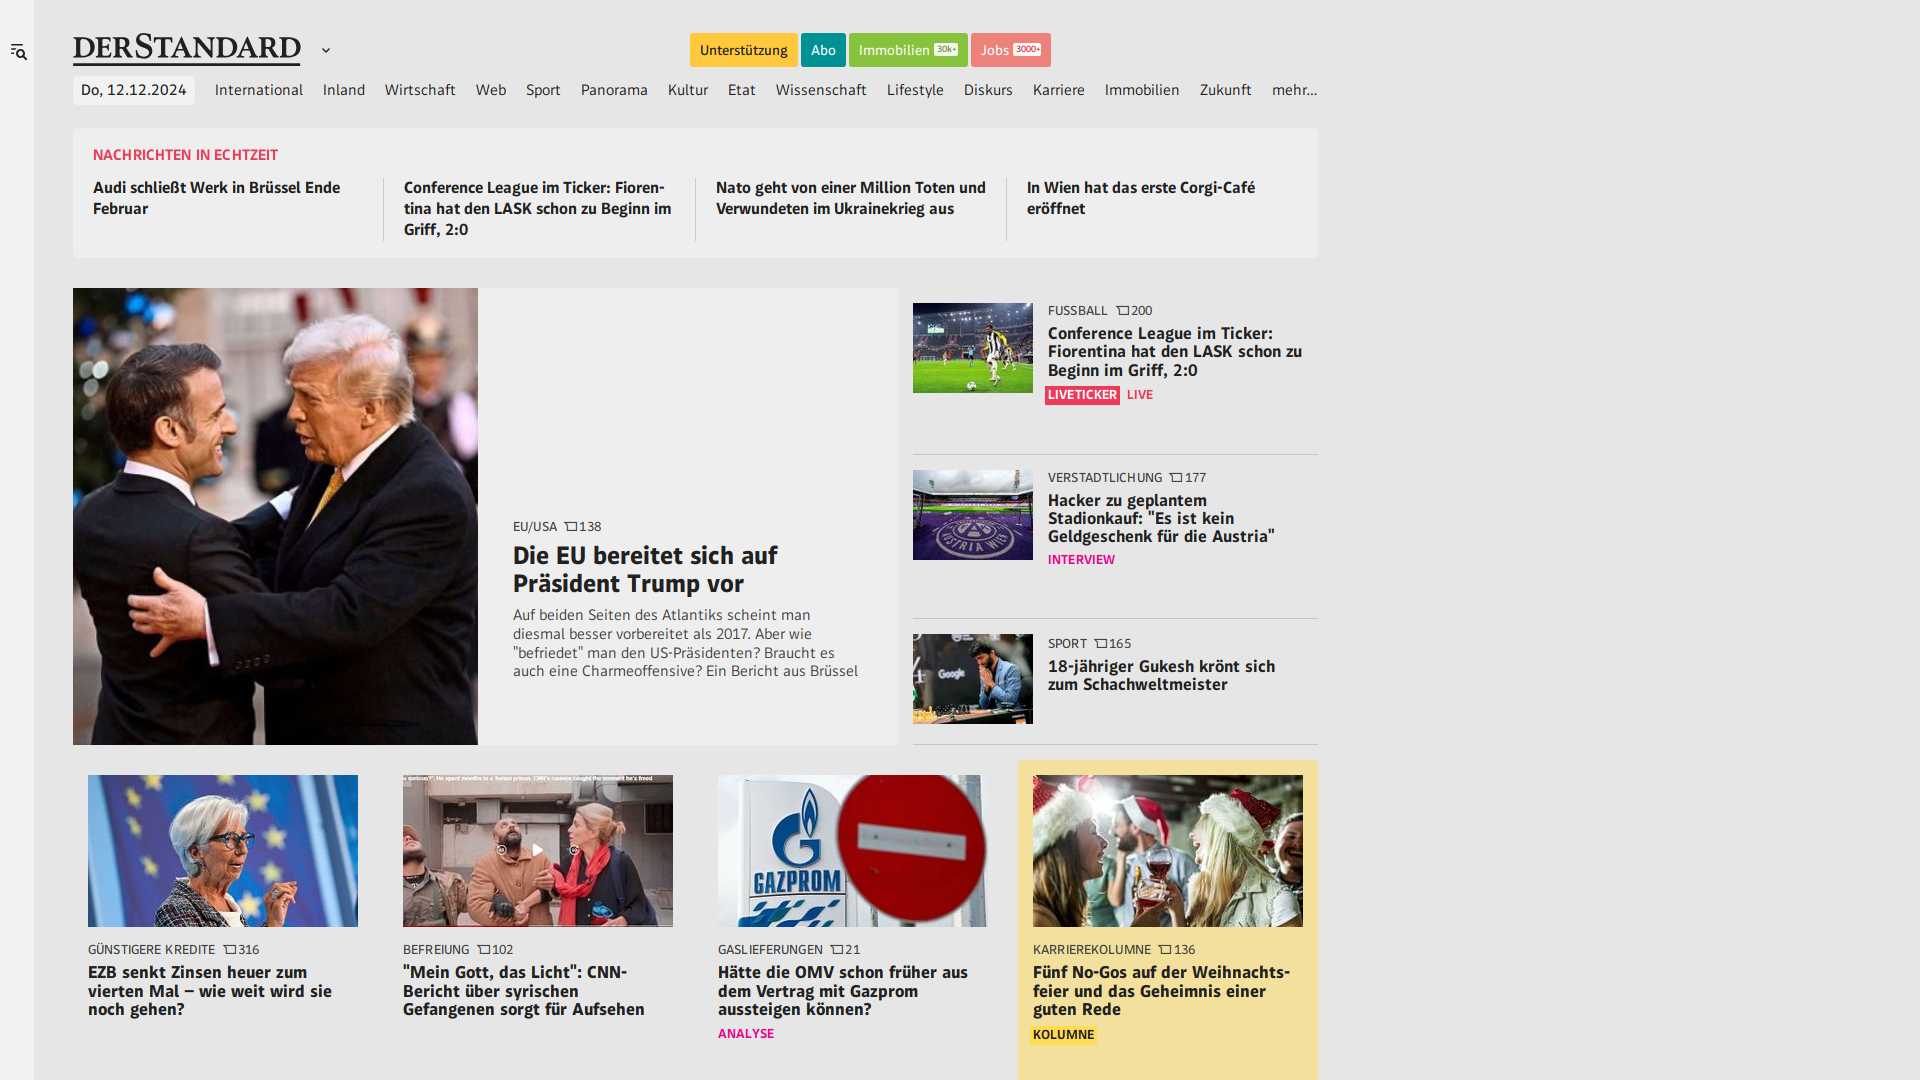 DERSTANDARD
Unterstützung
Abo
Immobilien 30k+
Jobs 3000+
Do, 12.12.2024
International
Inland
Wirtschaft
Web
Sport
Panorama
Kultur
Etat
Wissenschaft
Lifestyle
Diskurs
Karriere
Immobilien
Zukunft
mehr…
NACHRICHTEN IN ECHTZEIT
Audi schließt Werk in Brüssel Ende
Februar
Conference League im Ticker: Fioren-
tina hat den LASK schon zu Beginn im
Griff, 2:0
Nato geht von einer Million Toten und
Verwundeten im Ukrainekrieg aus
In Wien hat das erste Corgi-Café
eröffnet
EU/USA 138
Die EU bereitet sich auf
Präsident Trump vor
Auf beiden Seiten des Atlantiks scheint man
diesmal besser vorbereitet als 2017. Aber wie
"befriedet" man den US-Präsidenten? Braucht es
auch eine Charmeoffensive? Ein Bericht aus Brüssel
FUSSBALL 200
Conference League im Ticker:
Fiorentina hat den LASK schon zu
Beginn im Griff, 2:0
LIVETICKER LIVE
AUSTRIA WIEN
VERSTADTLICHUNG 177
Hacker zu geplantem
Stadionkauf: "Es ist kein
Geldgeschenk für die Austria"
INTERVIEW
Google
SPORT 165
18-jähriger Gukesh krönt sich
zum Schachweltmeister
GÜNSTIGERE KREDITE 316
EZB senkt Zinsen heuer zum
vierten Mal – wie weit wird sie
noch gehen?
BEFREIUNG 102
"Mein Gott, das Licht": CNN-
Bericht über syrischen
Gefangenen sorgt für Aufsehen
GAZPROM
GASLIEFERUNGEN 21
Hätte die OMV schon früher aus
dem Vertrag mit Gazprom
aussteigen können?
ANALYSE
KARRIEREKOLUMNE 136
Fünf No-Gos auf der Weihnachts-
feier und das Geheimnis einer
guten Rede
KOLUMNE